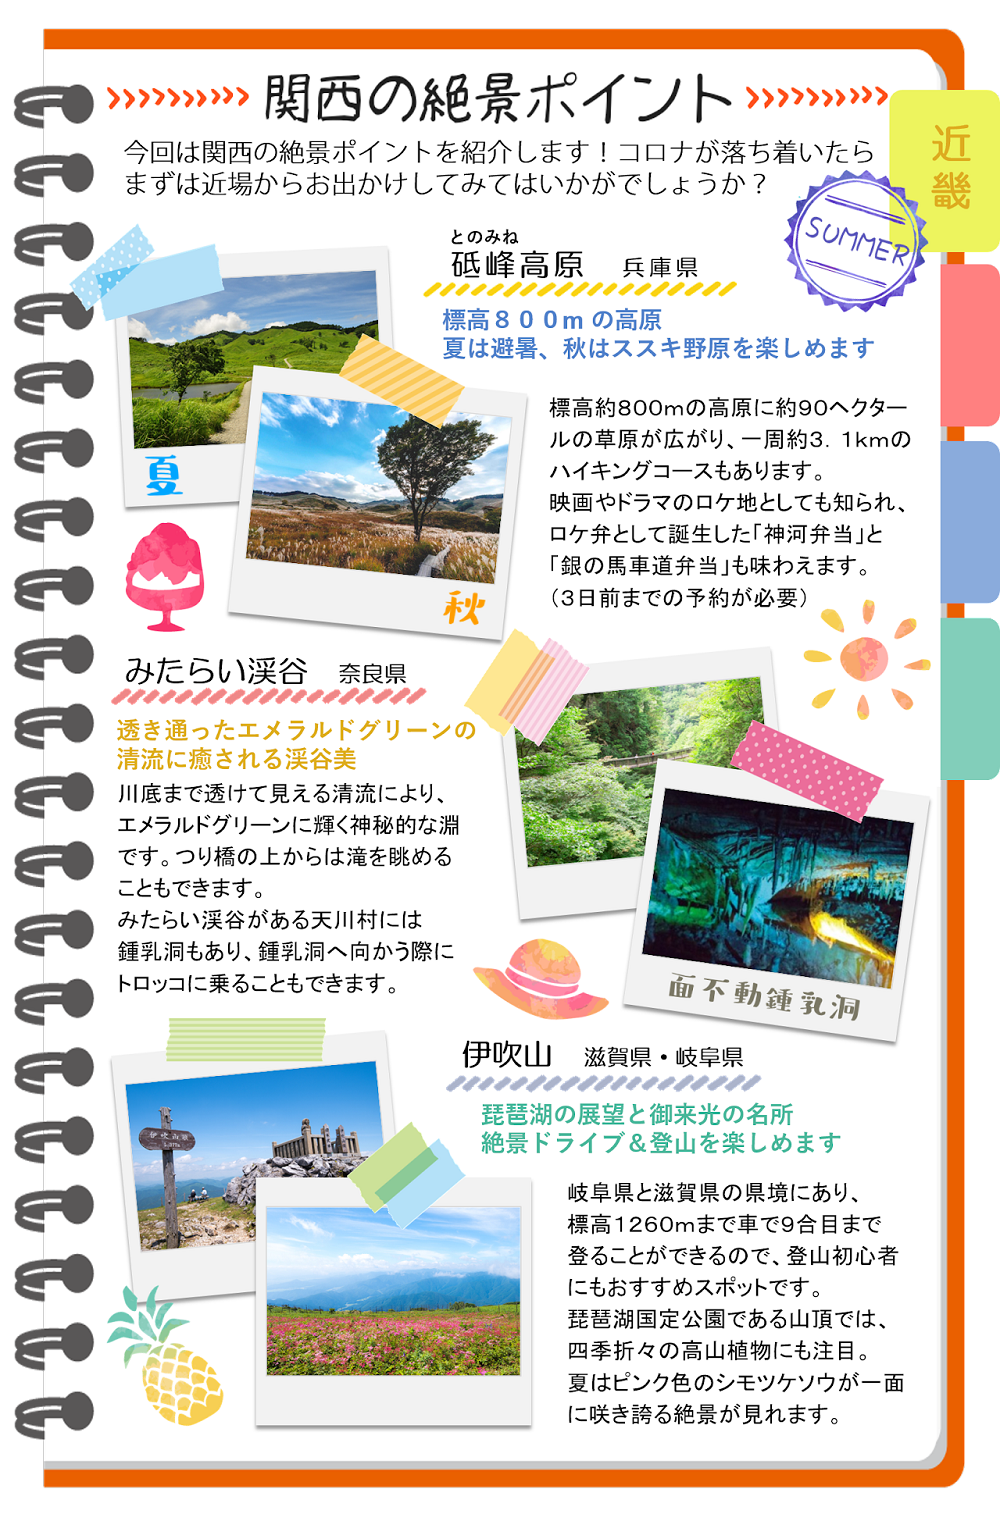 関西の絶景ポイント
今回は関西の絶景ポイントを紹介します！コロナが落ち着いたら
まずは近場からお出かけしてみてはいかがでしょうか？
近畿
SUMMER
とのみね
砥峰高原　兵庫県
標高８００ｍの高原
夏は避暑、秋はススキ野原を楽しめます
標高約800mの高原に約90ヘクター
ルの草原が広がり、一周約3．1kmの
ハイキングコースもあります。
映画やドラマのロケ地としても知られ、
ロケ弁として誕生した「神河弁当」と
「銀の馬車道弁当」も味わえます。
（3日前までの予約が必要）
夏
秋
みたらい渓谷　奈良県
透き通ったエメラルドグリーンの
清流に癒される渓谷美
川底まで透けて見える清流により、
エメラルドグリーンに輝く神秘的な淵
です。つり橋の上からは滝を眺める
こともできます。
みたらい渓谷がある天川村には
鍾乳洞もあり、鍾乳洞へ向かう際に
トロッコに乗ることもできます。
面不動鍾乳洞
伊吹山　滋賀県・岐阜県
琵琶湖の展望と御来光の名所
絶景ドライブ＆登山を楽しめます
岐阜県と滋賀県の県境にあり、
標高1260mまで車で9合目まで
登ることができるので、登山初心者
にもおすすめスポットです。
琵琶湖国定公園である山頂では、
四季折々の高山植物にも注目。
夏はピンク色のシモツケソウが一面
に咲き誇る絶景が見れます。